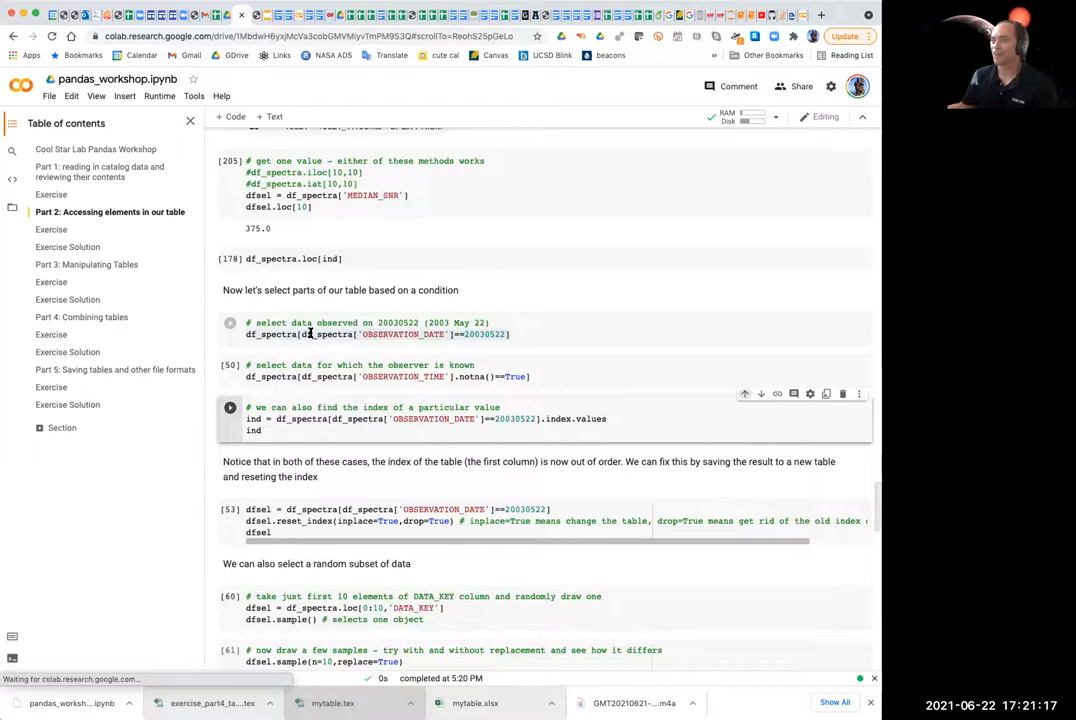 colab.research.google.com/drive/1MbdwH6yxjMcVa3cobGMVMiyvTmPM9S3Q#scrollTo=ReohS25pGeLo
Update
Apps
Bookmarks
Calendar
Gmail
GDrive
Links
NASA ADS
Teaching
cute cal
Canvas
UCSD Blink
beacons
»
Other Bookmarks
Reading List
pandas_workshop.ipynb
File Edit View Insert Runtime Tools Help
Comment
Share
Table of contents
+ Code + Text
RAM
Disk
Editing
Cool Star Lab Pandas Workshop
Part 1: reading in catalog data and
reviewing their contents
Exercise
Part 2: Accessing elements in our table
Exercise
Exercise Solution
Part 3: Manipulating Tables
Exercise
Exercise Solution
Part 4: Combining tables
Exercise
Exercise Solution
Part 5: Saving tables and other file formats
Exercise
Exercise Solution
Section
[205] # get one value - either of these methods works
#df_spectra.iloc[10,10]
#df_spectra.iat[10,10]
dfsel = df_spectra['MEDIAN_SNR']
dfsel.loc[10]
375.0
[178] df_spectra.loc[ind]
Now let's select parts of our table based on a condition
# select data observed on 20030522 (2003 May 22)
df_spectra[df_spectra['OBSERVATION_DATE']==20030522]
[50] # select data for which the observer is known
df_spectra[df_spectra['OBSERVATION_TIME'].notna()==True]
# we can also find the index of a particular value
ind = df_spectra[df_spectra['OBSERVATION_DATE']==20030522].index.values
ind
Notice that in both of these cases, the index of the table (the first column) is now out of order. We can fix this by saving the result to a new table
and reseting the index
[53] dfsel = df_spectra[df_spectra['OBSERVATION_DATE']==20030522]
dfsel.reset_index(inplace=True,drop=True) # inplace=True means change the table, drop=True means get rid of the old index
dfsel
We can also select a random subset of data
[60] # take just first 10 elements of DATA_KEY column and randomly draw one
dfsel = df_spectra.loc[0:10,'DATA_KEY']
dfsel.sample() # selects one object
[61] # now draw a few samples - try with and without replacement and see how it differs
dfsel.sample(n=10,replace=True)
Waiting for colab.research.google.com...
0s completed at 5:20 PM
pandas_worksh....ipynb
exercise_part4_ta....tex
mytable.tex
mytable.xlsx
GMT20210621-....m4a
Show All
2021-06-22 17:21:17